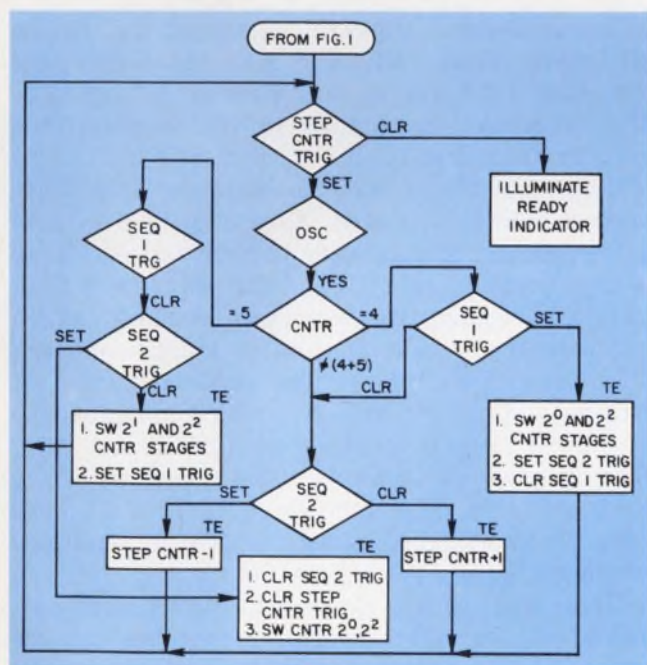 FROM FIG. 1
STEP
CNTR
TRIG
CLR
SET
ILLUMINATE
READY
INDICATOR
SEQ
1
TRG
OSC
YES
CLR
= 5
CNTR
= 4
SEQ
1
TRIG
SET
SET
SEQ
2
TRIG
≠ (4+5)
CLR
CLR
TE
1. SW 2¹ AND 2²
CNTR STAGES
2. SET SEQ 1 TRIG
TE
1. SW 2⁰ AND 2²
CNTR STAGES
2. SET SEQ 2 TRIG
3. CLR SEQ 1 TRIG
SET
SEQ
2
TRIG
CLR
TE
STEP CNTR-1
TE
STEP CNTR+1
TE
1. CLR SEQ 2 TRIG
2. CLR STEP
CNTR TRIG
3. SW CNTR 2⁰, 2²